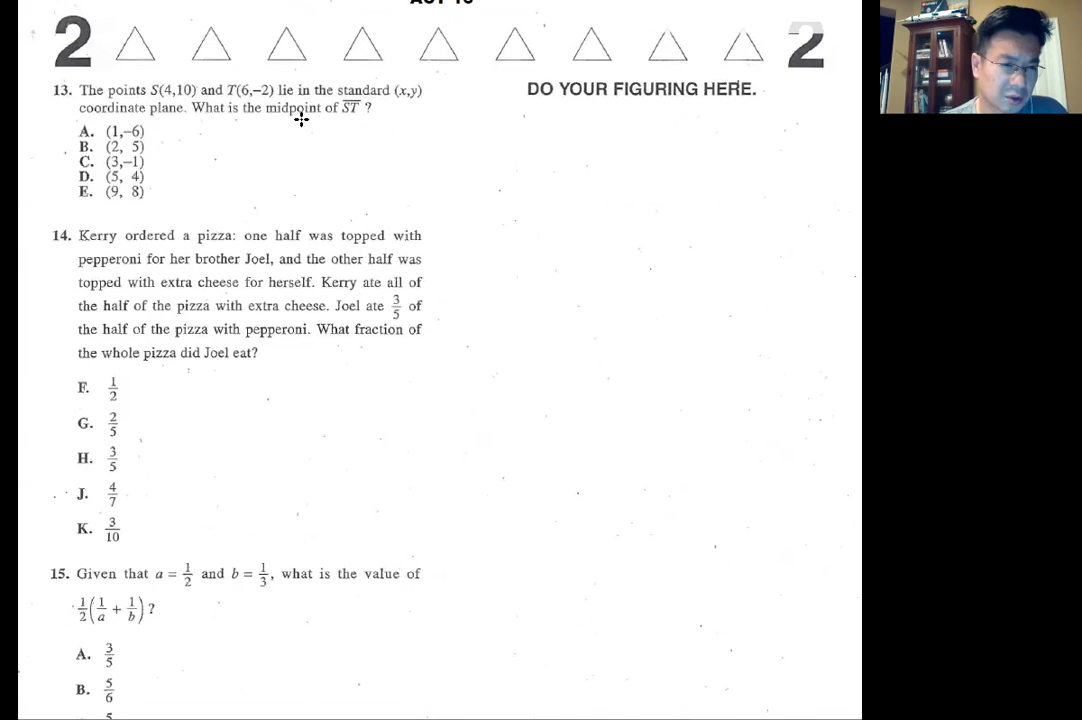 2 2
13. The points S(4,10) and T(6,−2) lie in the standard (x,y)
coordinate plane. What is the midpoint of S̅T̅ ?
A. (1,−6)
B. (2, 5)
C. (3,−1)
D. (5, 4)
E. (9, 8)
DO YOUR FIGURING HERE.
14. Kerry ordered a pizza: one half was topped with
pepperoni for her brother Joel, and the other half was
topped with extra cheese for herself. Kerry ate all of
the half of the pizza with extra cheese. Joel ate 3/5 of
the half of the pizza with pepperoni. What fraction of
the whole pizza did Joel eat?
F. 1/2
G. 2/5
H. 3/5
J. 4/7
K. 3/10
15. Given that a = 1/2 and b = 1/3, what is the value of
1/2(1/a + 1/b)?
A. 3/5
B. 5/6